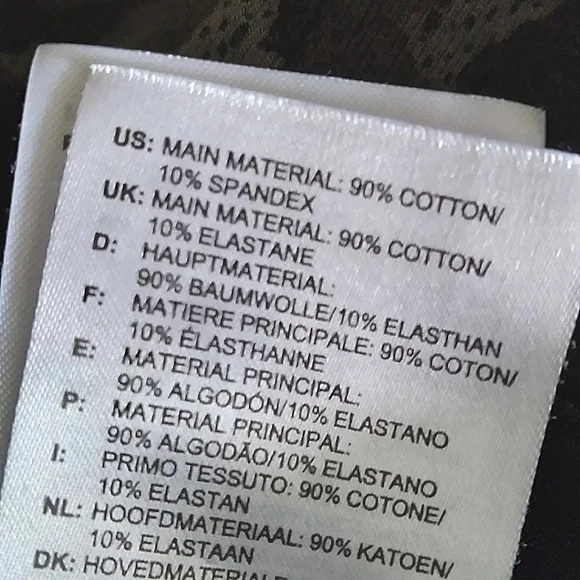 US: MAIN MATERIAL: 90% COTTON/
10% SPANDEX
UK: MAIN MATERIAL: 90% COTTON/
10% ELASTANE
D: HAUPTMATERIAL:
90% BAUMWOLLE/10% ELASTHAN
F: MATIERE PRINCIPALE: 90% COTON/
10% ÉLASTHANNE
E: MATERIAL PRINCIPAL:
90% ALGODÓN/10% ELASTANO
P: MATERIAL PRINCIPAL:
90% ALGODÃO/10% ELASTANO
I: PRIMO TESSUTO: 90% COTONE/
10% ELASTAN
NL: HOOFDMATERIAAL: 90% KATOEN/
10% ELASTAAN
DK: HOVEDMATERIALE